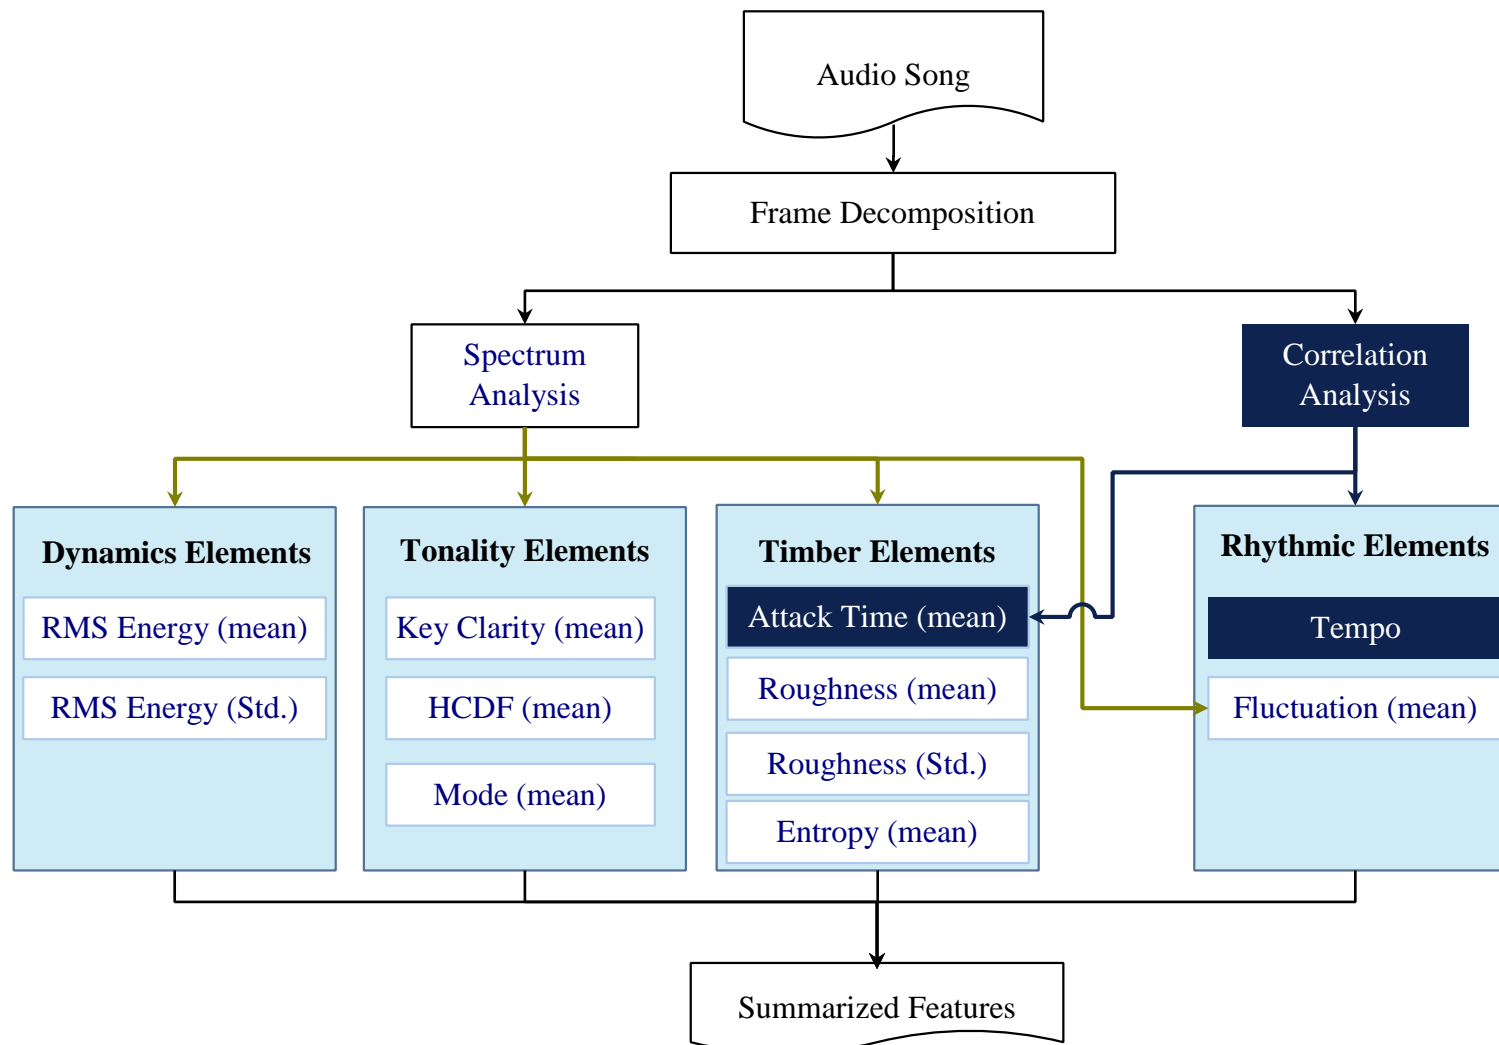 Audio Song
Frame Decomposition
Spectrum
Analysis
Correlation
Analysis
Dynamics Elements
RMS Energy (mean)
RMS Energy (Std.)
Tonality Elements
Key Clarity (mean)
HCDF (mean)
Mode (mean)
Timber Elements
Attack Time (mean)
Roughness (mean)
Roughness (Std.)
Entropy (mean)
Rhythmic Elements
Tempo
Fluctuation (mean)
Summarized Features